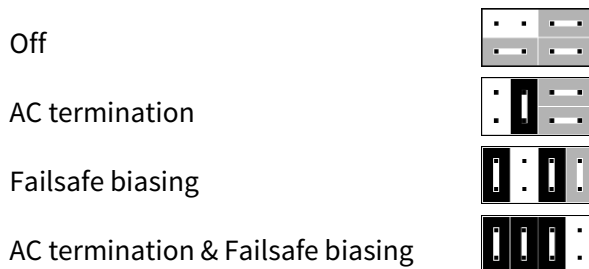 Off
AC termination
Failsafe biasing
AC termination & Failsafe biasing